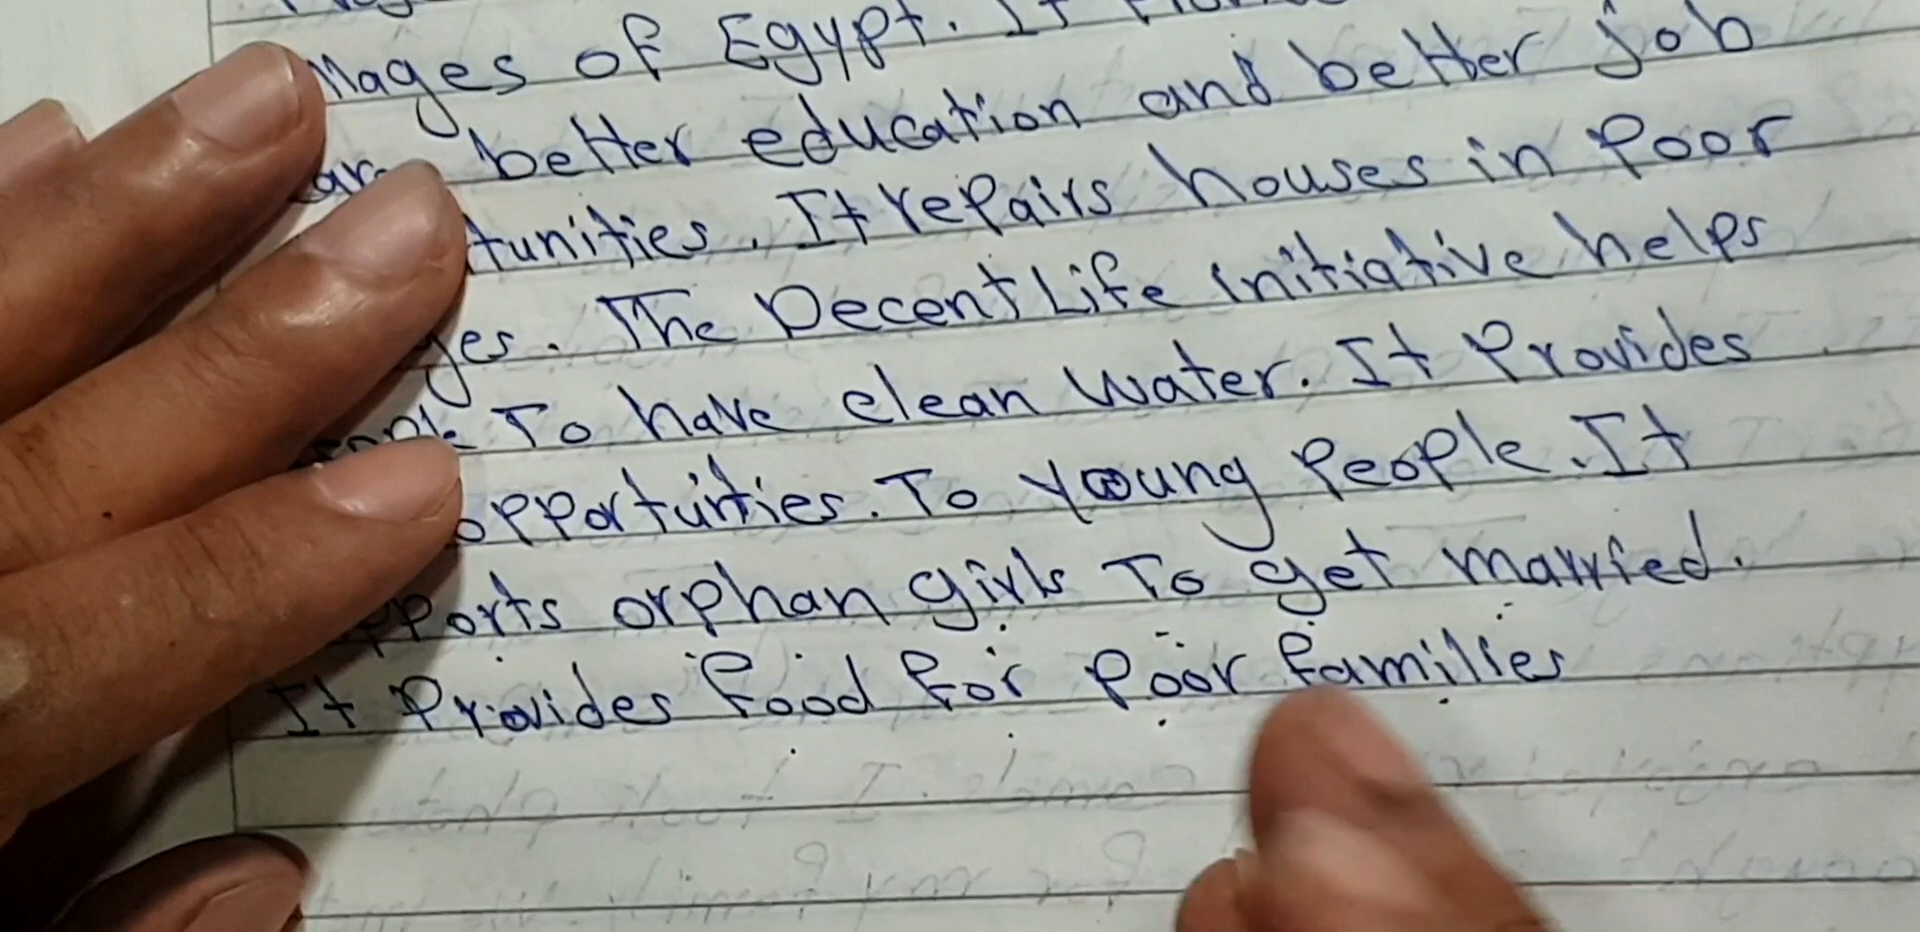 llages of Egypt. It
better education and better job
tunities. It repairs houses in Poor
ges. The Decent Life initiative helps
To have clean water. It Provides
opportunities. To young People. It
pports orphan girls To get married.
It Provides food for Poor families